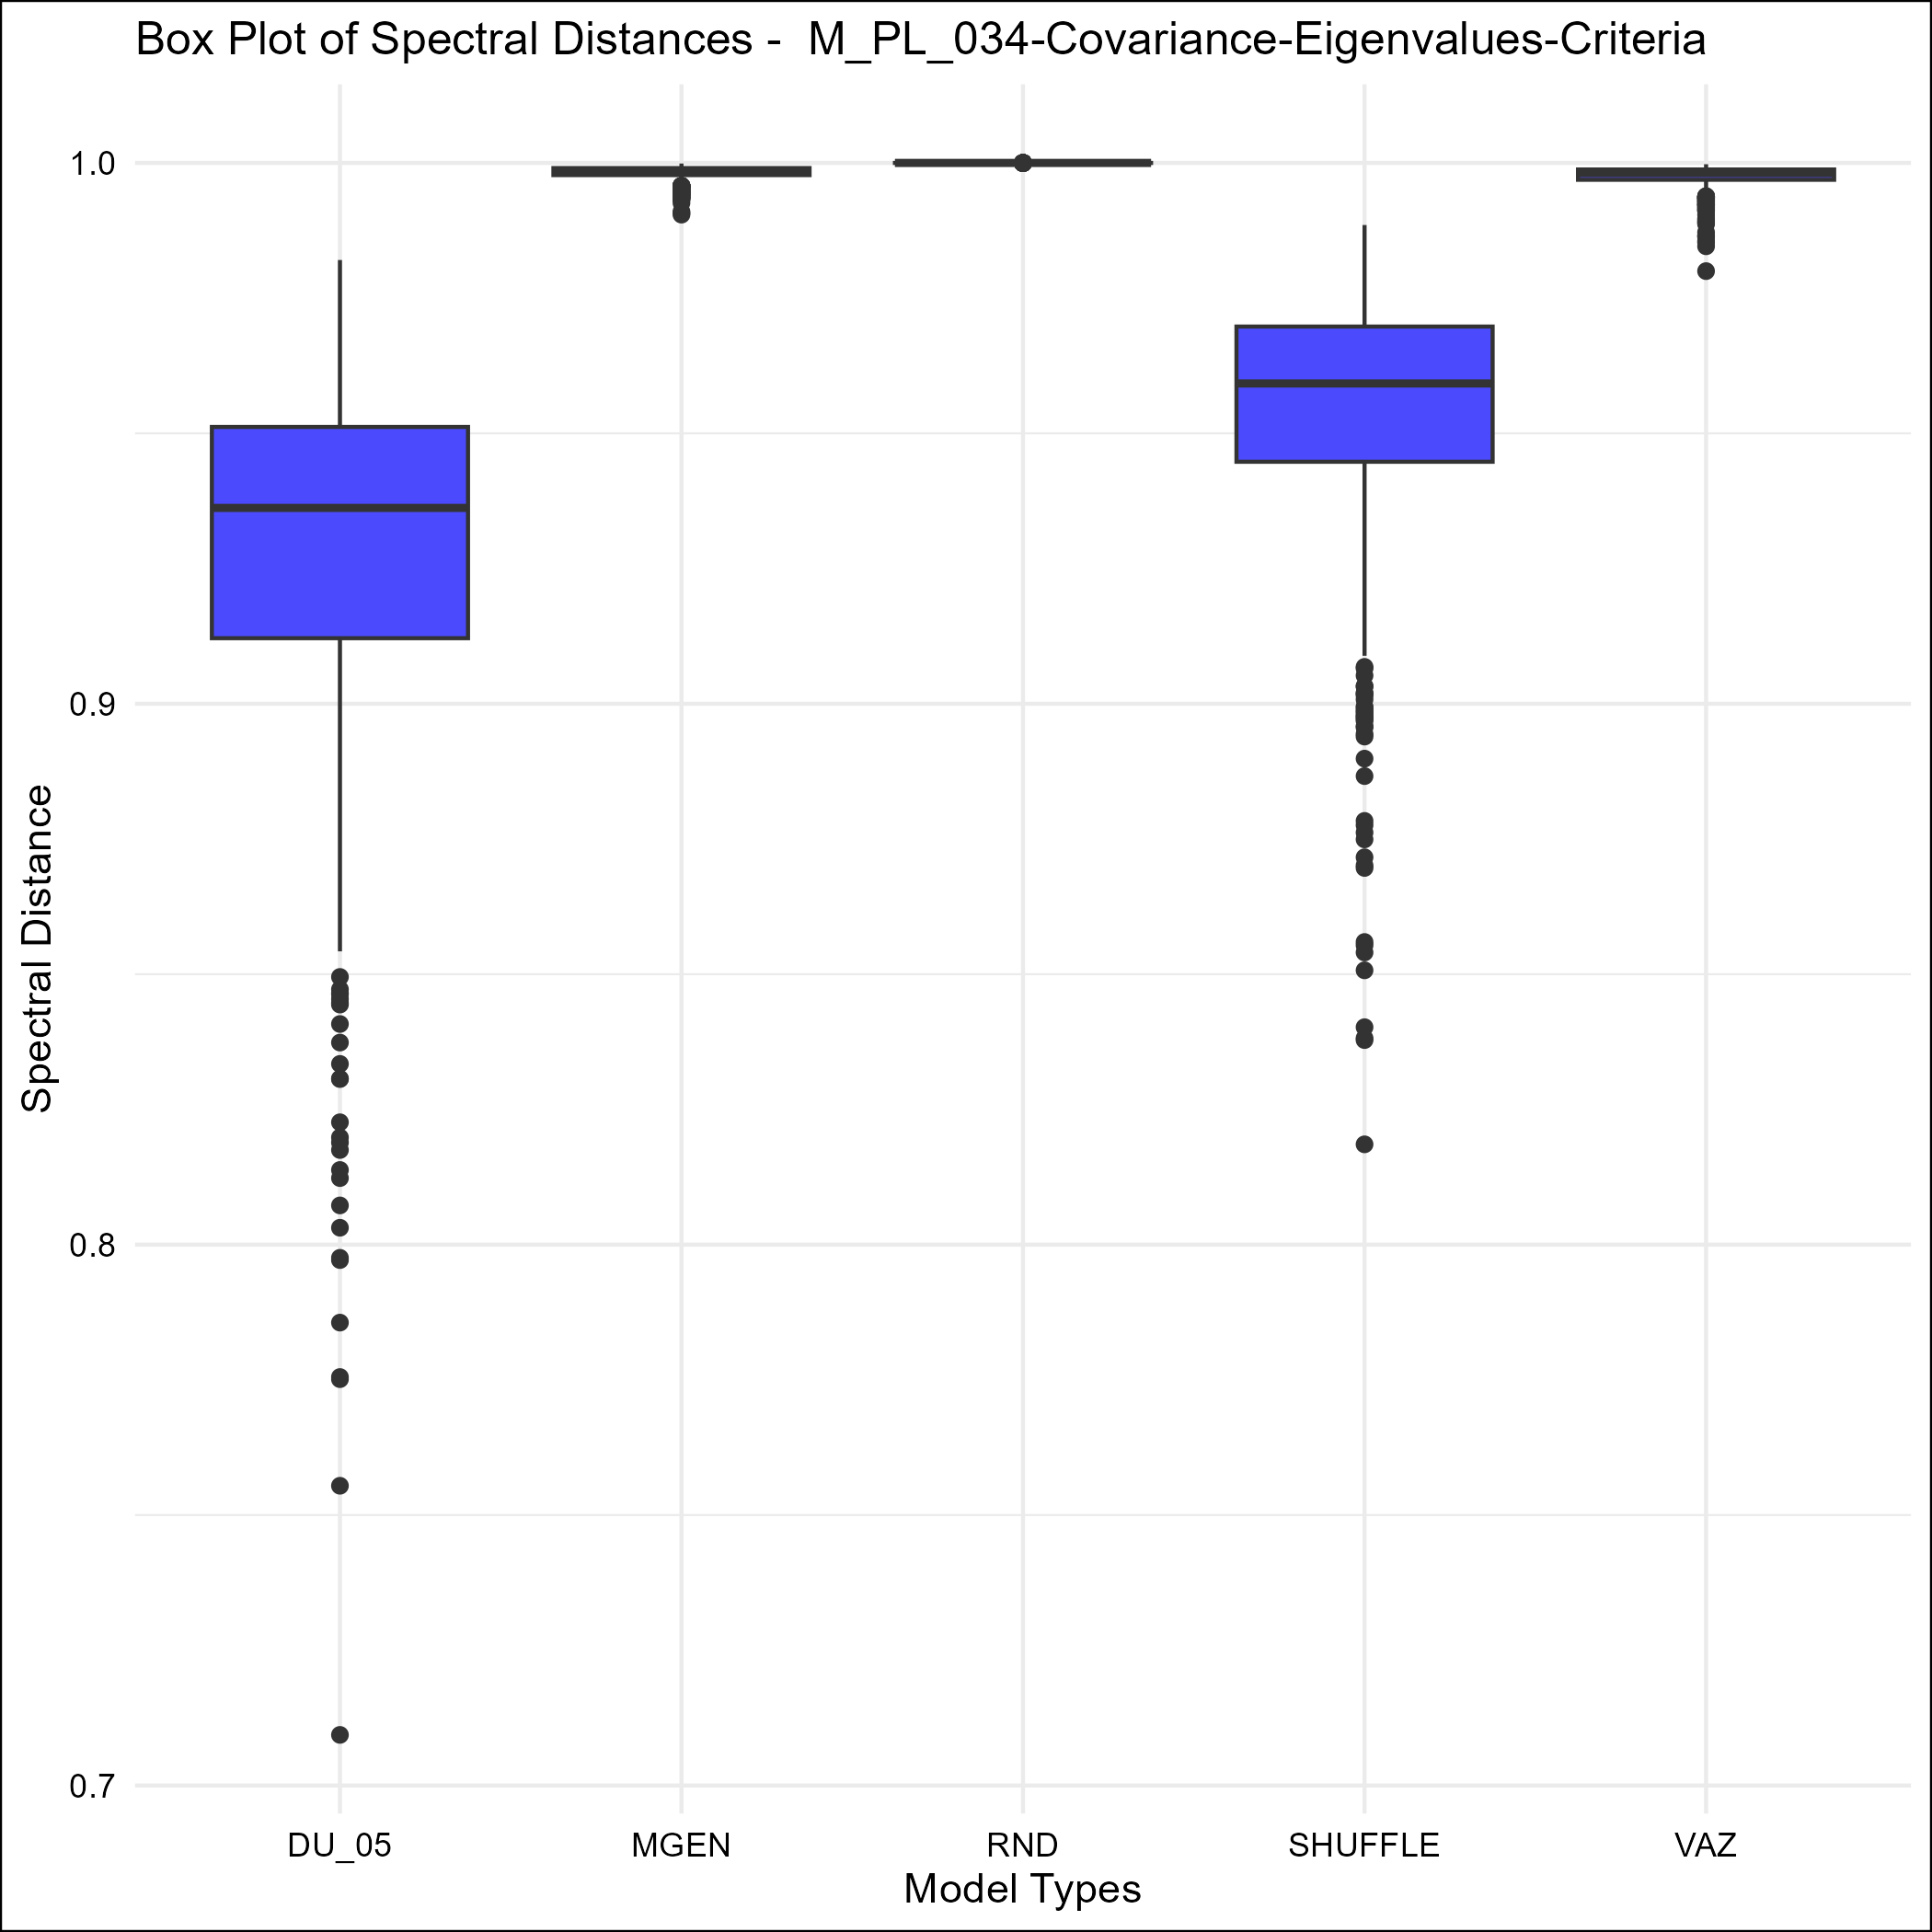 Box Plot of Spectral Distances -  M_PL_034-Covariance-Eigenvalues-Criteria
1.0
0.9
0.8
0.7
Spectral Distance
DU_05 MGEN RND SHUFFLE VAZ
Model Types